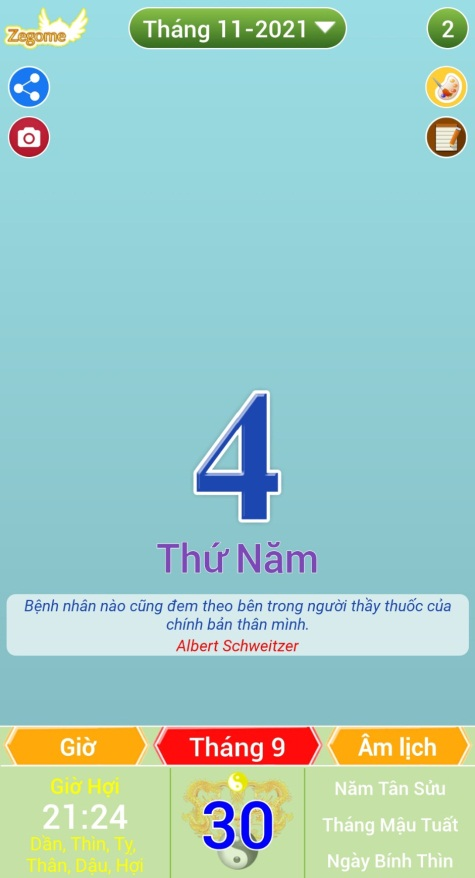 Zegome
Tháng 11-2021
2
4
Thứ Năm
Bệnh nhân nào cũng đem theo bên trong người thầy thuốc của
chính bản thân mình.
Albert Schweitzer
Giờ
Tháng 9
Âm lịch
Giờ Hợi
21:24
Dần, Thìn, Tỵ,
Thân, Dậu, Hợi
30
Năm Tân Sửu
Tháng Mậu Tuất
Ngày Bính Thìn